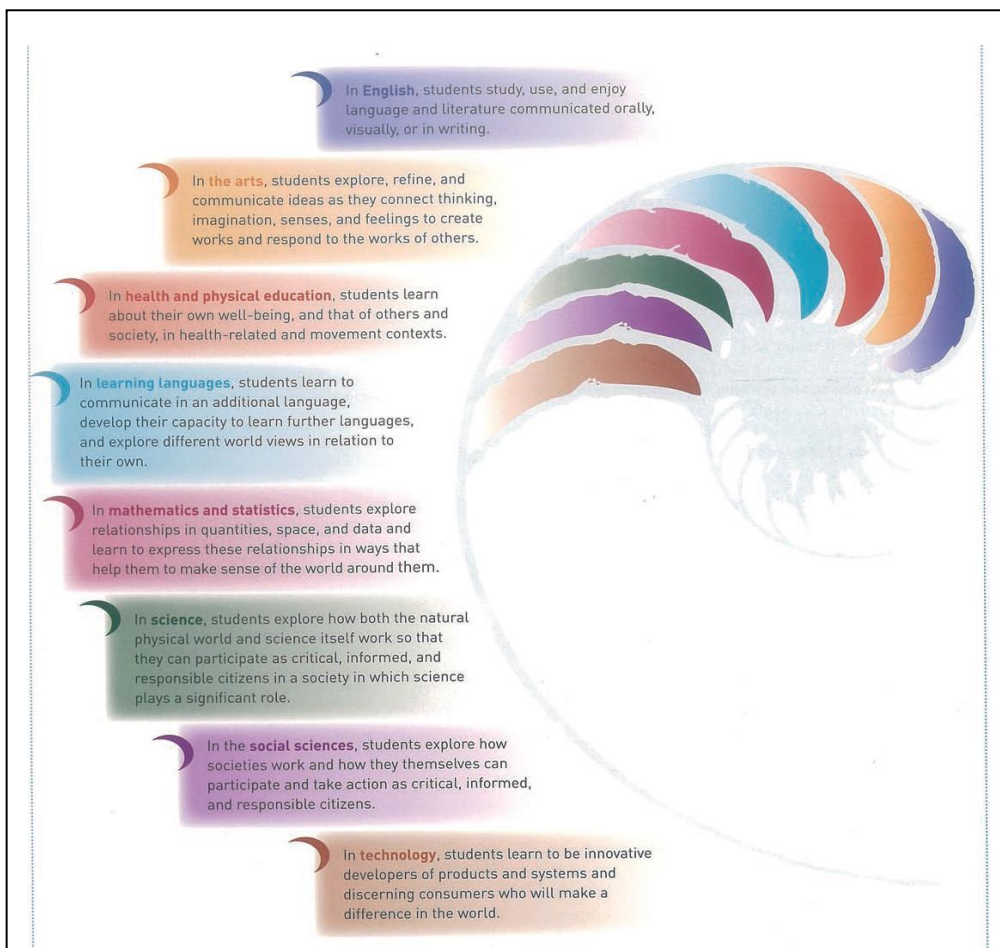 In English, students study, use, and enjoy
language and literature communicated orally,
visually, or in writing.
In the arts, students explore, refine, and
communicate ideas as they connect thinking,
imagination, senses, and feelings to create
works and respond to the works of others.
In health and physical education, students learn
about their own well-being, and that of others and
society, in health-related and movement contexts.
In learning languages, students learn to
communicate in an additional language,
develop their capacity to learn further languages,
and explore different world views in relation to
their own.
In mathematics and statistics, students explore
relationships in quantities, space, and data and
learn to express these relationships in ways that
help them to make sense of the world around them.
In science, students explore how both the natural
physical world and science itself work so that
they can participate as critical, informed, and
responsible citizens in a society in which science
plays a significant role.
In the social sciences, students explore how
societies work and how they themselves can
participate and take action as critical, informed,
and responsible citizens.
In technology, students learn to be innovative
developers of products and systems and
discerning consumers who will make a
difference in the world.